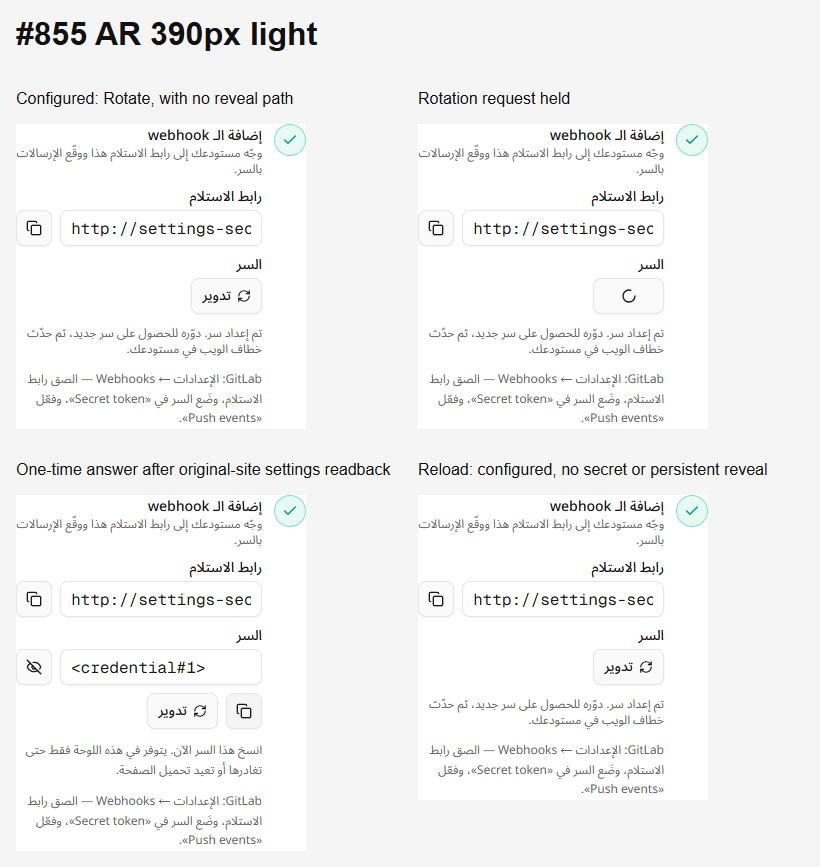 #855 AR 390px light
Configured: Rotate, with no reveal path
إضافة الـ webhook
وجّه مستودعك إلى رابط الاستلام هذا ووقّع الإرسالات
بالسر.
رابط الاستلام
http://settings-sec
السر
تدوير
تم إعداد سر. دوّره للحصول على سر جديد، ثم حدّث
خطاف الويب في مستودعك.
GitLab: الإعدادات ← Webhooks — الصق رابط
الاستلام، وضَع السر في «Secret token»، وفعّل
«Push events».
Rotation request held
إضافة الـ webhook
وجّه مستودعك إلى رابط الاستلام هذا ووقّع الإرسالات
بالسر.
رابط الاستلام
http://settings-sec
السر
تم إعداد سر. دوّره للحصول على سر جديد، ثم حدّث
خطاف الويب في مستودعك.
GitLab: الإعدادات ← Webhooks — الصق رابط
الاستلام، وضَع السر في «Secret token»، وفعّل
«Push events».
One-time answer after original-site settings readback
إضافة الـ webhook
وجّه مستودعك إلى رابط الاستلام هذا ووقّع الإرسالات
بالسر.
رابط الاستلام
http://settings-sec
السر
<credential#1>
تدوير
انسخ هذا السر الآن. يتوفر في هذه اللوحة فقط حتى
تغادرها أو تعيد تحميل الصفحة.
GitLab: الإعدادات ← Webhooks — الصق رابط
الاستلام، وضَع السر في «Secret token»، وفعّل
«Push events».
Reload: configured, no secret or persistent reveal
إضافة الـ webhook
وجّه مستودعك إلى رابط الاستلام هذا ووقّع الإرسالات
بالسر.
رابط الاستلام
http://settings-sec
السر
تدوير
تم إعداد سر. دوّره للحصول على سر جديد، ثم حدّث
خطاف الويب في مستودعك.
GitLab: الإعدادات ← Webhooks — الصق رابط
الاستلام، وضَع السر في «Secret token»، وفعّل
«Push events».